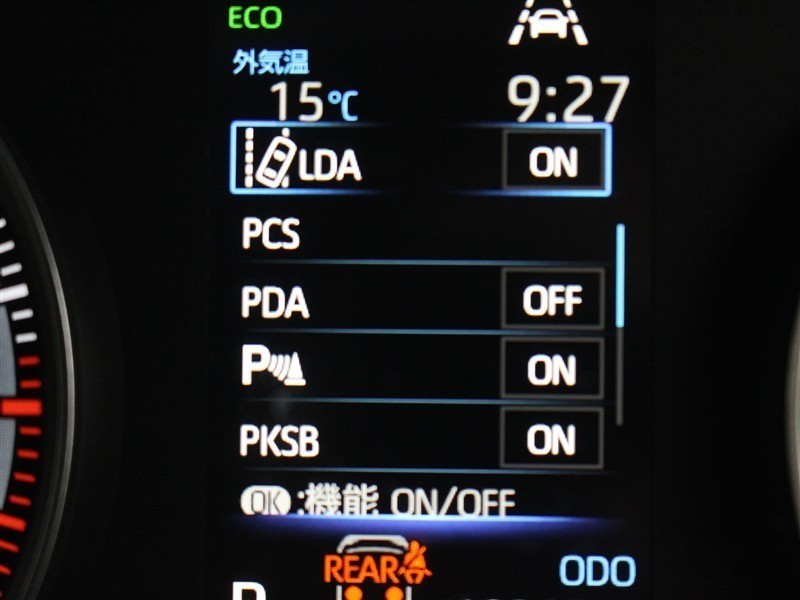 ECO
外気温
15℃ 9:27
LDA ON
PCS
PDA OFF
P ON
PKSB ON
OK :機能 ON/OFF
REAR
P ODO